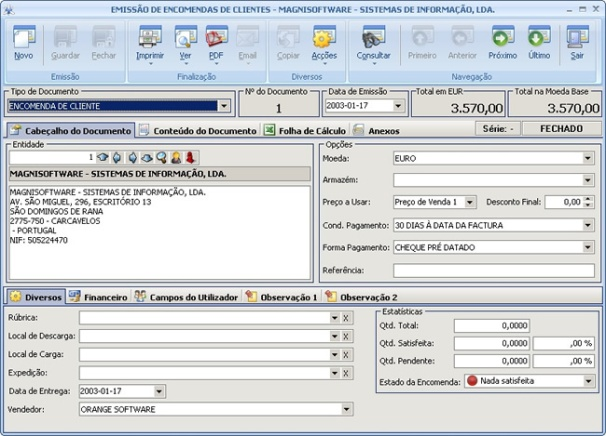 EMISSÃO DE ENCOMENDAS DE CLIENTES - MAGNISOFTWARE - SISTEMAS DE INFORMAÇÃO, LDA.
Novo Guardar Fechar Imprimir Ver PDF Email Copiar Acções Consultar Primeiro Anterior Próximo Último Sair
Emissão Finalização Diversos Navegação
Tipo de Documento Nº do Documento Data de Emissão Total em EUR Total na Moeda Base
ENCOMENDA DE CLIENTE 1 2003-01-17 3.570,00 3.570,00
Cabeçalho do Documento Conteúdo do Documento Folha de Cálculo Anexos Série: - FECHADO
Entidade
1
MAGNISOFTWARE - SISTEMAS DE INFORMAÇÃO, LDA.
MAGNISOFTWARE - SISTEMAS DE INFORMAÇÃO, LDA.
AV. SÃO MIGUEL, 296, ESCRITÓRIO 13
SÃO DOMINGOS DE RANA
2775-750 - CARCAVELOS
- PORTUGAL
NIF: 505224470
Opções
Moeda: EURO
Armazém:
Preço a Usar: Preço de Venda 1 Desconto Final: 0,00
Cond. Pagamento: 30 DIAS À DATA DA FACTURA
Forma Pagamento: CHEQUE PRÉ DATADO
Referência:
Diversos Financeiro Campos do Utilizador Observação 1 Observação 2
Rúbrica: X
Local de Descarga: X
Local de Carga: X
Expedição: X
Data de Entrega: 2003-01-17
Vendedor: ORANGE SOFTWARE
Estatísticas
Qtd. Total: 0,0000
Qtd. Satisfeita: 0,0000 ,00 %
Qtd. Pendente: 0,0000 ,00 %
Estado da Encomenda: Nada satisfeita